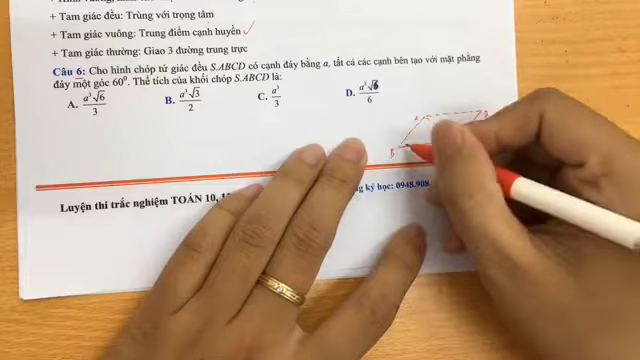 + Tam giác đều: Trùng với trọng tâm
+ Tam giác vuông: Trung điểm cạnh huyền
+ Tam giác thường: Giao 3 đường trung trực
Câu 6: Cho hình chóp tứ giác đều S.ABCD có cạnh đáy bằng a, tất cả các cạnh bên tạo với mặt phẳng
đáy một góc 60⁰. Thể tích của khối chóp S.ABCD là:
A. a³√6/3 B. a³√3/2 C. a³/3 D. a³√6/6
B
Luyện thi trắc nghiệm TOÁN 10, ký học: 0948.908.